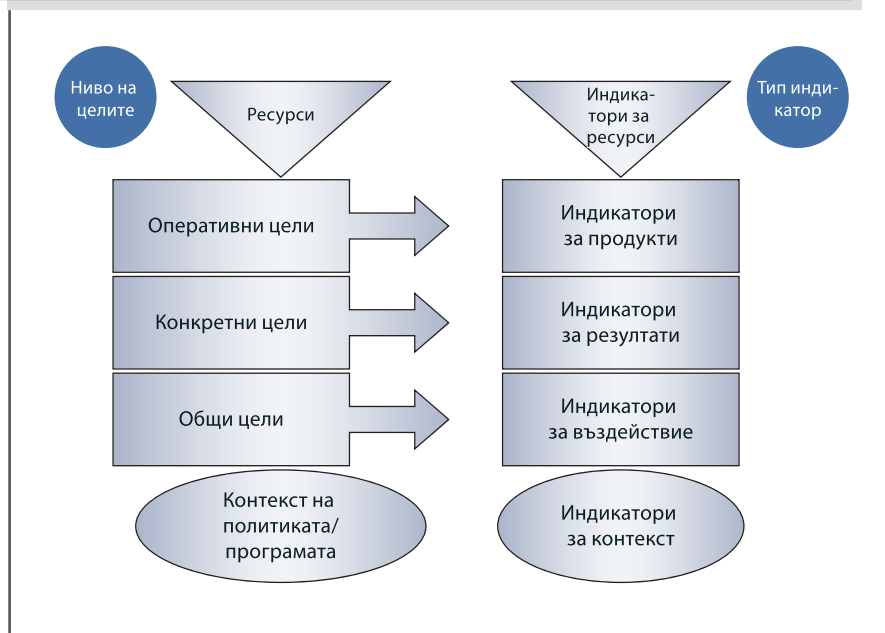 Ниво на
целите
Ресурси
Индика-
тори за
ресурси
Тип инди-
катор
Оперативни цели
Индикатори
за продукти
Конкретни цели
Индикатори
за резултати
Общи цели
Индикатори
за въздействие
Контекст на
политиката/
програмата
Индикатори
за контекст